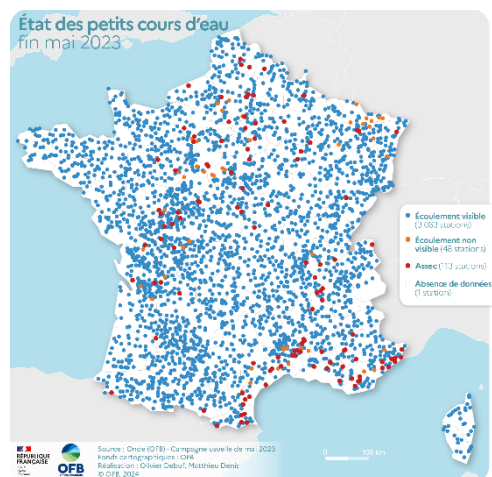 État des petits cours d'eau
fin mai 2023
Écoulement visible
(3 083 stations)
Écoulement non
visible (48 stations)
Assec (113 stations)
Absence de données
(1 station)
0 100 km
RÉPUBLIQUE
FRANÇAISE
OFB
Source : Onde (OFB) - Campagne usuelle de mai 2023
Fonds cartographiques : OFB
Réalisation : Olivier Debuf, Matthieu Denis
© OFB, 2024